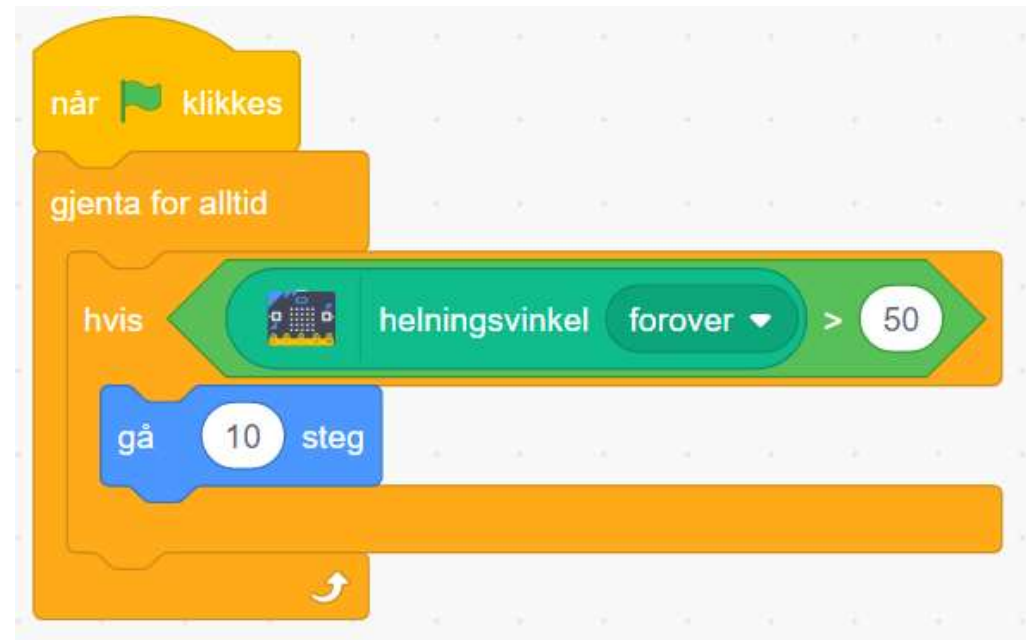 når klikkes
gjenta for alltid
hvis helningsvinkel forover > 50
gå 10 steg